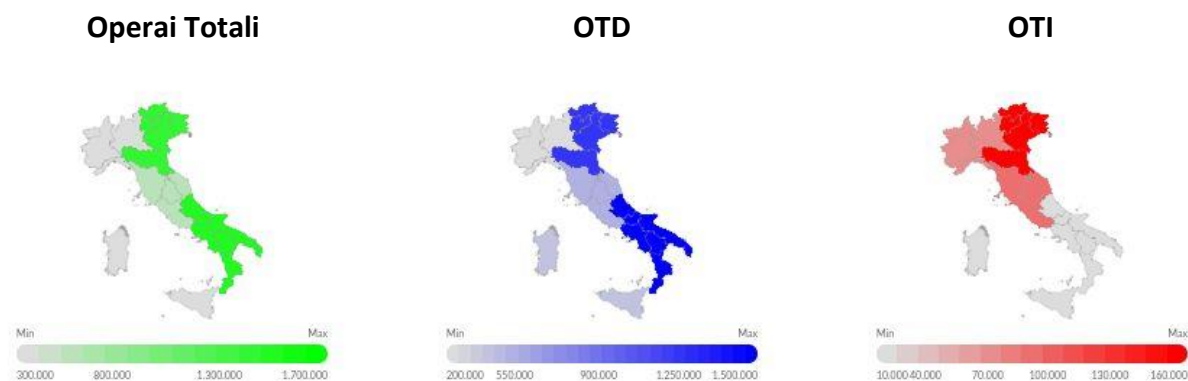 Operai Totali
OTD
OTI
Min Max
Min Max
Min Max
300.000 800.000 1.300.000 1.700.000
200.000 550.000 900.000 1.250.000 1.500.000
10.000 40.000 70.000 100.000 130.000 160.000